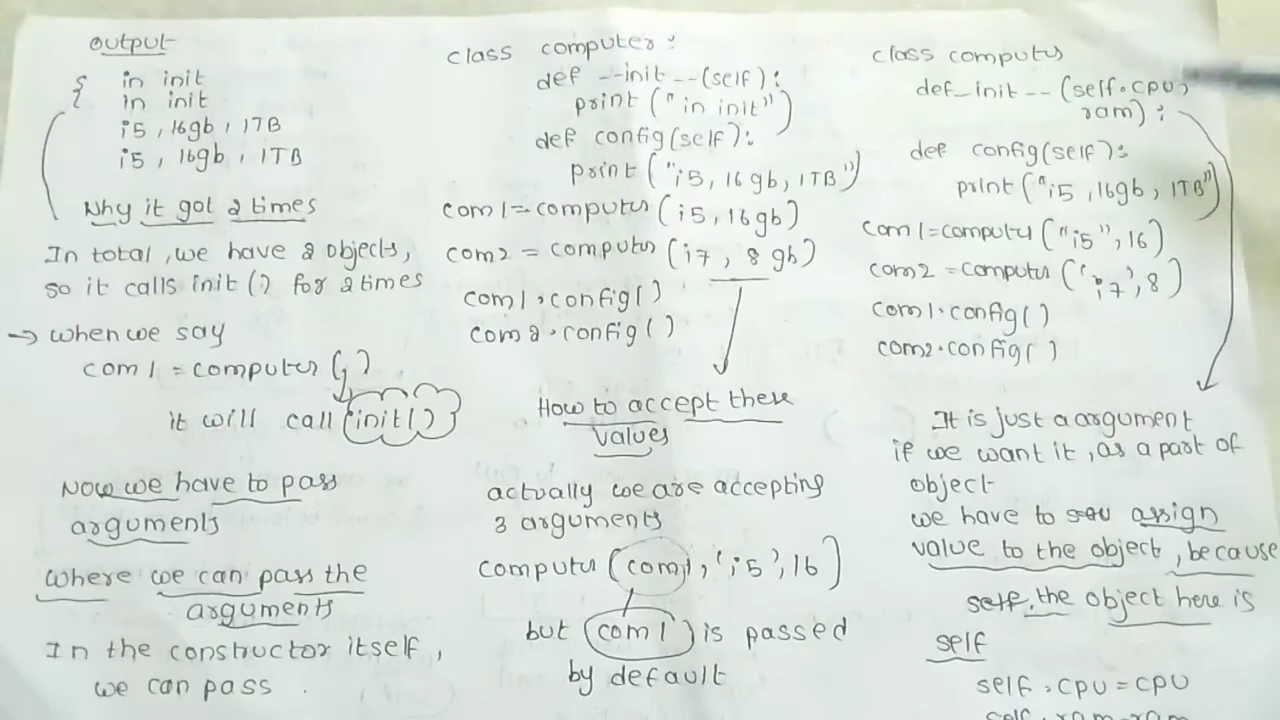 output
in init
in init
i5, 16gb, 1TB
i5, 16gb, 1TB
Why it got 2 times
In total, we have 2 objects,
so it calls init() for 2 times
→ when we say
com1 = computer( , )
it will call init()
Now we have to pass
arguments
where we can pass the
arguments
In the constructor itself,
we can pass.
class computer:
def --init--(self):
print("in init")
def config(self):
print("i5, 16gb, 1TB")
com1 = computer(i5, 16gb)
com2 = computer(i7, 8 gb)
com1.config()
com2.config()
How to accept these
values
actually we are accepting
3 arguments
computer(com1, 'i5', 16]
but com1 is passed
by default
class computer
def_init--(self.cpu,
ram):
def config(self):
print("i5, 16gb, 1TB")
com1=computer("i5", 16)
com2=computer('i7', 8)
com1.config()
com2.config()
It is just a argument
if we want it, as a part of
object
we have to assign
value to the object, because
self. the object here is
self
self.cpu = cpu
self.ram=ram